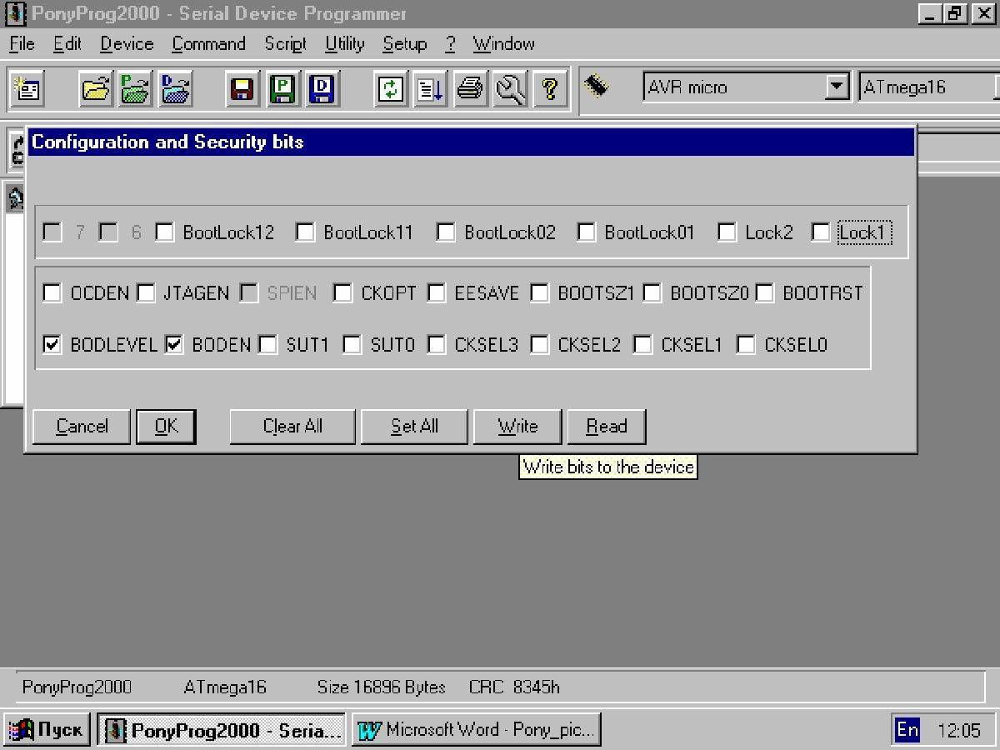 PonyProg2000 - Serial Device Programmer
File Edit Device Command Script Utility Setup ? Window
P D P D ? AVR micro ATmega16
Configuration and Security bits
7 6 BootLock12 BootLock11 BootLock02 BootLock01 Lock2 Lock1
OCDEN JTAGEN SPIEN CKOPT EESAVE BOOTSZ1 BOOTSZ0 BOOTRST
BODLEVEL BODEN SUT1 SUT0 CKSEL3 CKSEL2 CKSEL1 CKSEL0
Cancel OK Clear All Set All Write Read
Write bits to the device
PonyProg2000 ATmega16 Size 16896 Bytes CRC 8345h
Пуск PonyProg2000 - Seria... Microsoft Word - Pony_pic... En 12:05